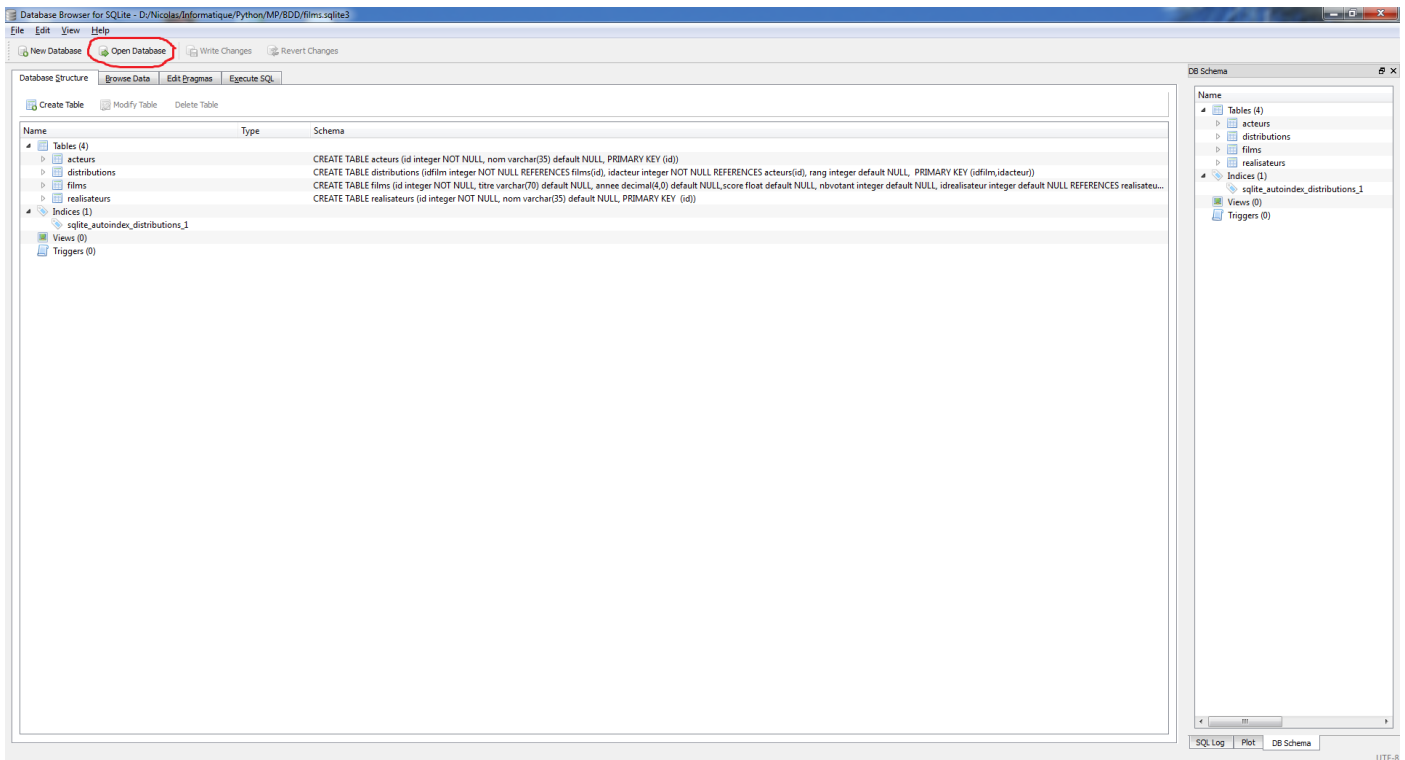 Database Browser for SQLite - D:/Nicolas/Informatique/Python/MP/BDD/films.sqlite3
File Edit View Help
New Database Open Database Write Changes Revert Changes
Database Structure Browse Data Edit Pragmas Execute SQL
Create Table Modify Table Delete Table
Name Type Schema
Tables (4)
acteurs CREATE TABLE acteurs (id integer NOT NULL, nom varchar(35) default NULL, PRIMARY KEY (id))
distributions CREATE TABLE distributions (idfilm integer NOT NULL REFERENCES films(id), idacteur integer NOT NULL REFERENCES acteurs(id), rang integer default NULL, PRIMARY KEY (idfilm,idacteur))
films CREATE TABLE films (id integer NOT NULL, titre varchar(70) default NULL, annee decimal(4,0) default NULL,score float default NULL, nbvotant integer default NULL, idrealisateur integer default NULL REFERENCES realisateu...
realisateurs CREATE TABLE realisateurs (id integer NOT NULL, nom varchar(35) default NULL, PRIMARY KEY (id))
Indices (1)
sqlite_autoindex_distributions_1
Views (0)
Triggers (0)
DB Schema
Name
Tables (4)
acteurs
distributions
films
realisateurs
Indices (1)
sqlite_autoindex_distributions_1
Views (0)
Triggers (0)
SQL Log Plot DB Schema
UTF-8